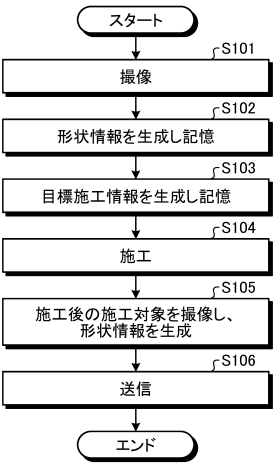 スタート
S101
撮像
S102
形状情報を生成し記憶
S103
目標施工情報を生成し記憶
S104
施工
S105
施工後の施工対象を撮像し、
形状情報を生成
S106
送信
エンド